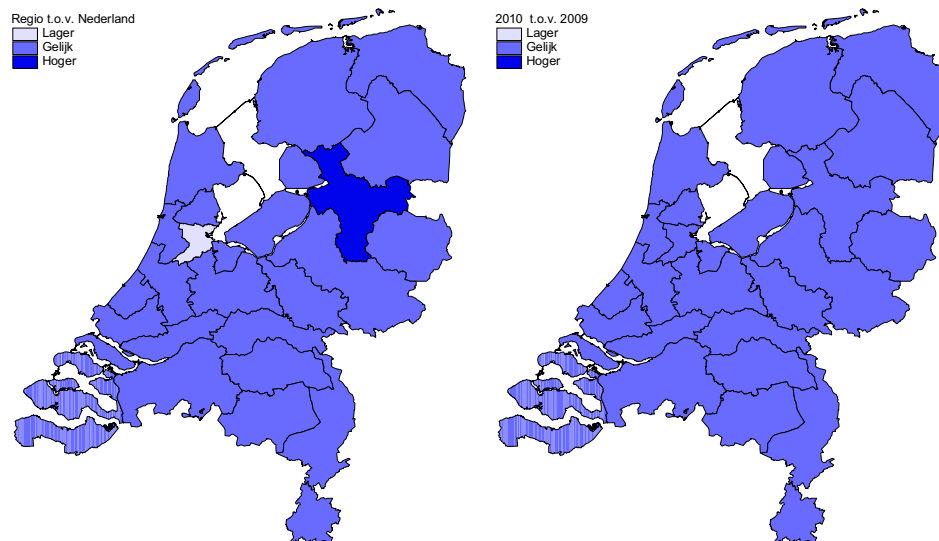 Regio t.o.v. Nederland
Lager
Gelijk
Hoger
2010 t.o.v. 2009
Lager
Gelijk
Hoger